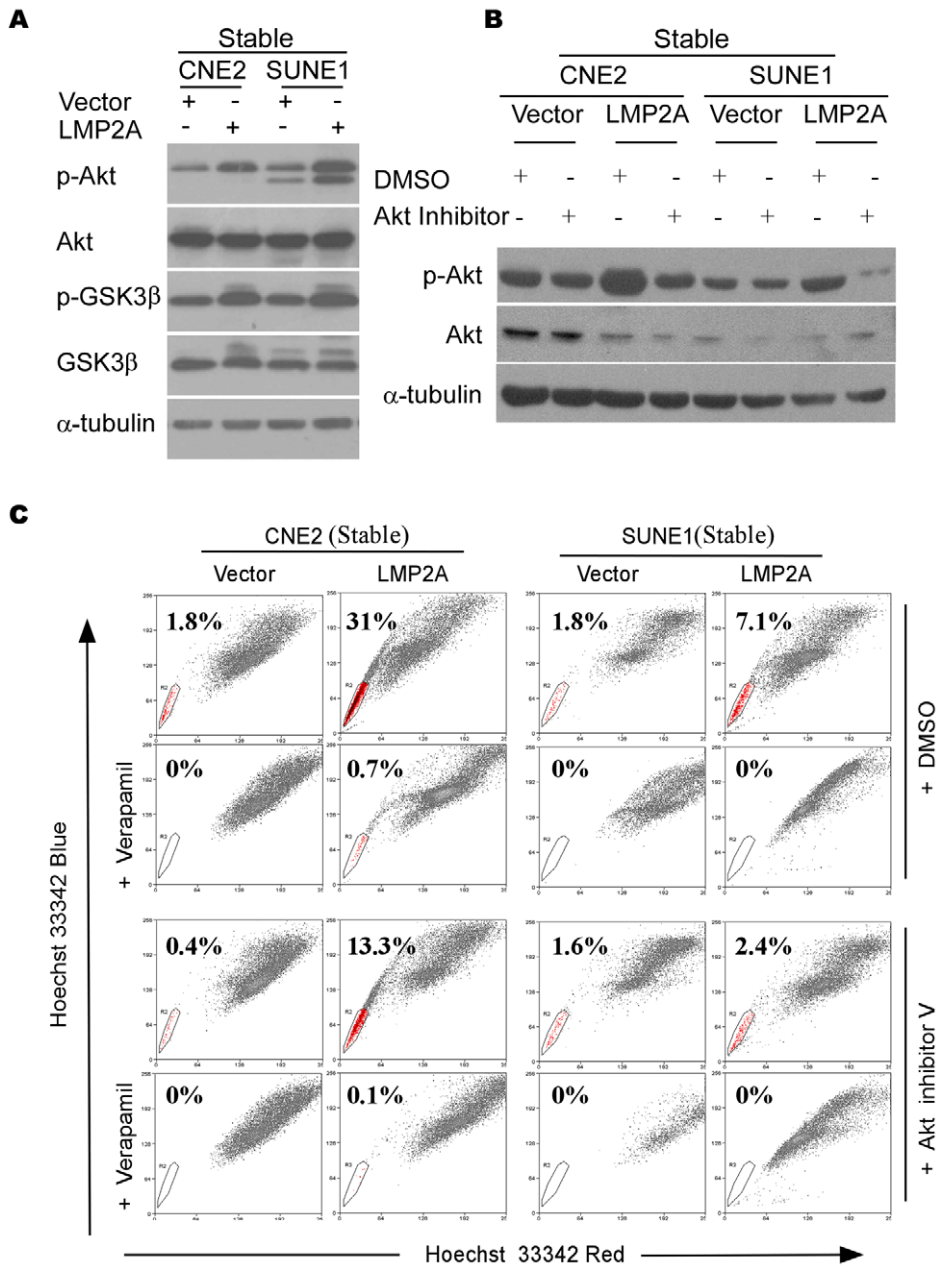 A
Stable
CNE2 SUNE1
Vector + - + -
LMP2A - + - +
p-Akt
Akt
p-GSK3β
GSK3β
α-tubulin
B
Stable
CNE2 SUNE1
Vector LMP2A Vector LMP2A
DMSO + - + - + - + -
Akt Inhibitor - + - + - + - +
p-Akt
Akt
α-tubulin
C
CNE2 (Stable) SUNE1(Stable)
Vector LMP2A Vector LMP2A
1.8% 31% 1.8% 7.1%
0% 0.7% 0% 0%
0.4% 13.3% 1.6% 2.4%
0% 0.1% 0% 0%
+ Verapamil
+ Verapamil
+ DMSO
+ Akt inhibitor V
Hoechst 33342 Blue
Hoechst 33342 Red